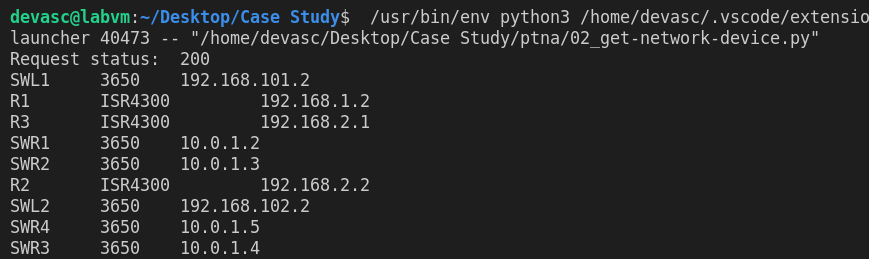 devasc@labvm:~/Desktop/Case Study$  /usr/bin/env python3 /home/devasc/.vscode/extensio
launcher 40473 -- "/home/devasc/Desktop/Case Study/ptna/02_get-network-device.py"
Request status:  200
SWL1     3650    192.168.101.2
R1       ISR4300         192.168.1.2
R3       ISR4300         192.168.2.1
SWR1     3650    10.0.1.2
SWR2     3650    10.0.1.3
R2       ISR4300         192.168.2.2
SWL2     3650    192.168.102.2
SWR4     3650    10.0.1.5
SWR3     3650    10.0.1.4